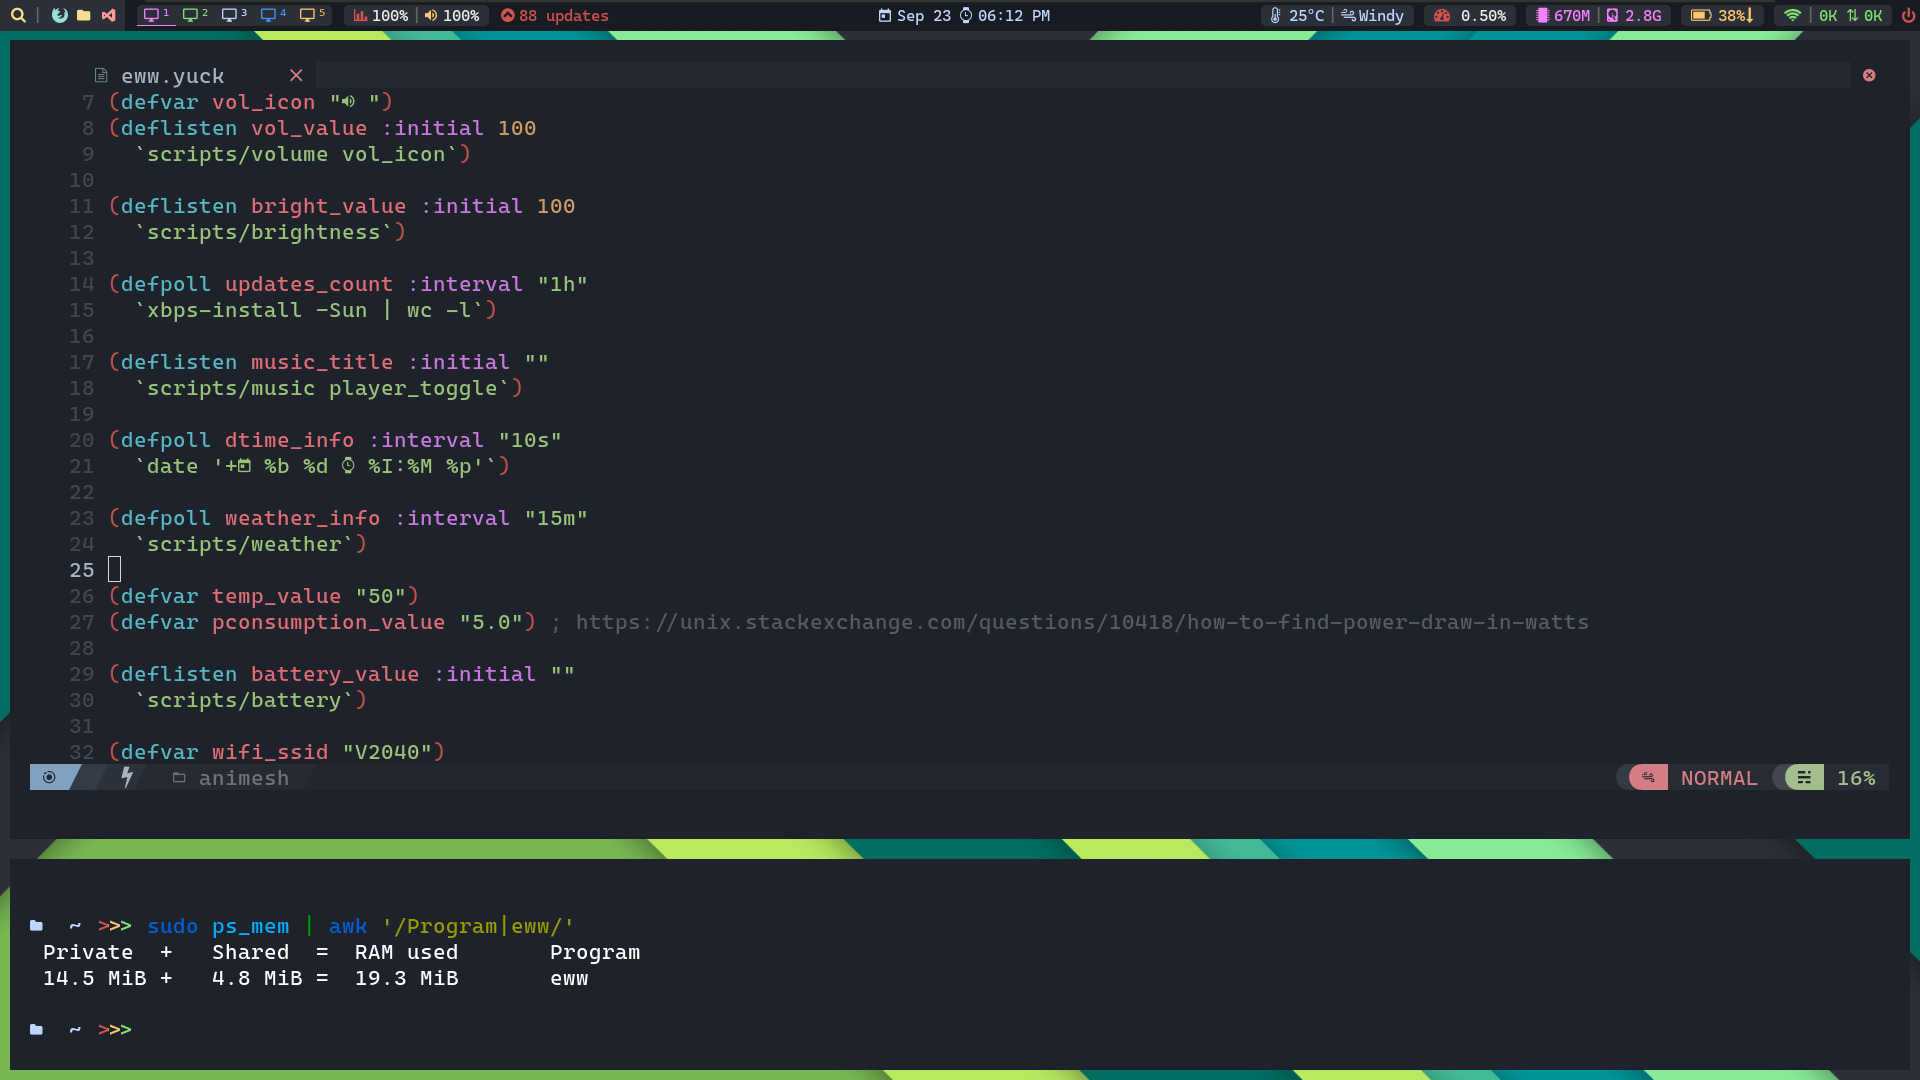 1 2 3 4 5 100% 100% 88 updates Sep 23 06:12 PM 25°C Windy 0.50% 670M 2.8G 38% 0K 0K
eww.yuck
7 (defvar vol_icon " ")
8 (deflisten vol_value :initial 100
9 `scripts/volume vol_icon`)
10
11 (deflisten bright_value :initial 100
12 `scripts/brightness`)
13
14 (defpoll updates_count :interval "1h"
15 `xbps-install -Sun | wc -l`)
16
17 (deflisten music_title :initial ""
18 `scripts/music player_toggle`)
19
20 (defpoll dtime_info :interval "10s"
21 `date '+ %b %d %I:%M %p'`)
22
23 (defpoll weather_info :interval "15m"
24 `scripts/weather`)
25
26 (defvar temp_value "50")
27 (defvar pconsumption_value "5.0") ; https://unix.stackexchange.com/questions/10418/how-to-find-power-draw-in-watts
28
29 (deflisten battery_value :initial ""
30 `scripts/battery`)
31
32 (defvar wifi_ssid "V2040")
animesh NORMAL 16%
~ >>> sudo ps_mem | awk '/Program|eww/'
Private + Shared = RAM used Program
14.5 MiB + 4.8 MiB = 19.3 MiB eww
~ >>>